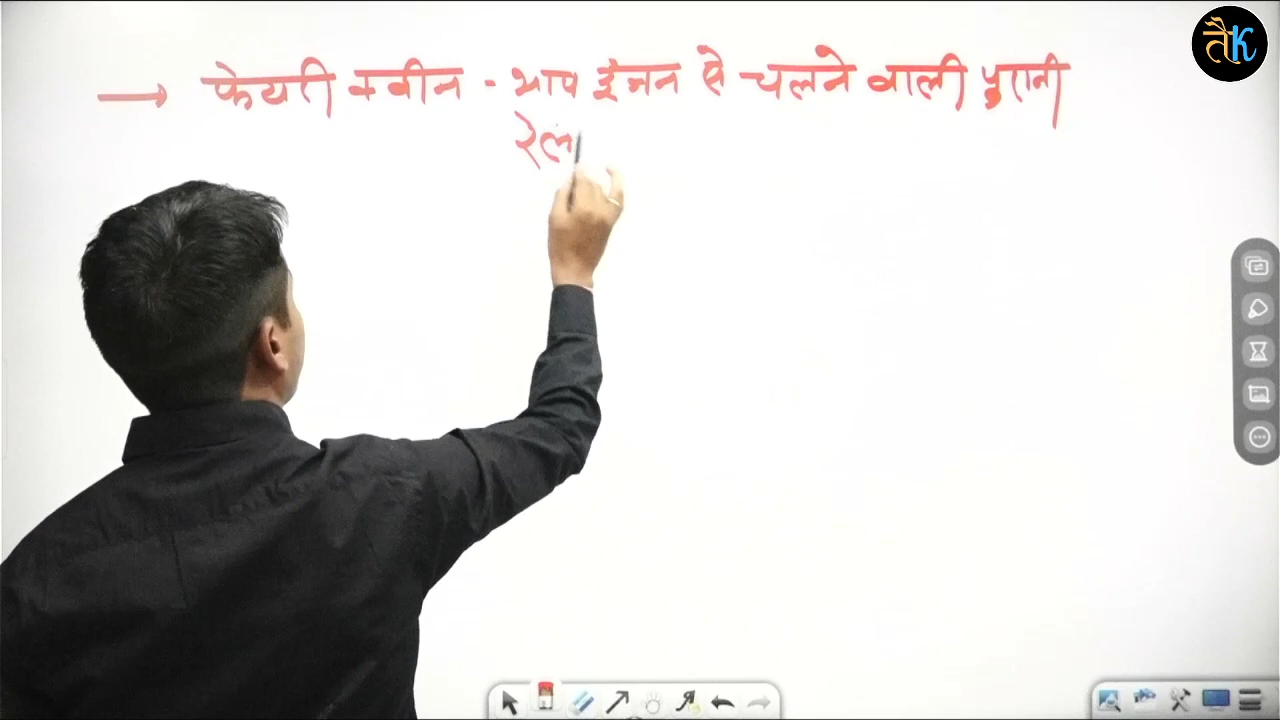 → फेयरी क्वीन - भाप इंजन से चलने वाली पुरानी
रेल
तैK